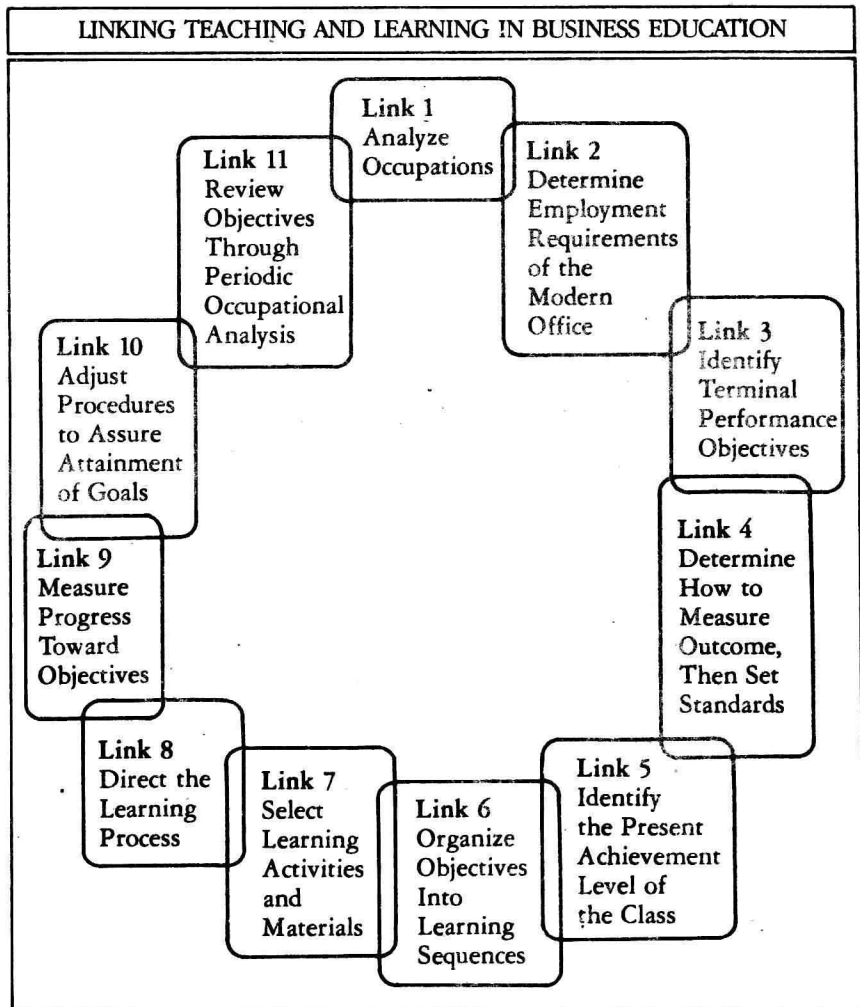 LINKING TEACHING AND LEARNING IN BUSINESS EDUCATION
Link 1
Analyze
Occupations
Link 2
Determine
Employment
Requirements
of the
Modern
Office
Link 3
Identify
Terminal
Performance
Objectives
Link 4
Determine
How to
Measure
Outcome,
Then Set
Standards
Link 5
Identify
the Present
Achievement
Level of
the Class
Link 6
Organize
Objectives
Into
Learning
Sequences
Link 7
Select
Learning
Activities
and
Materials
Link 8
Direct the
Learning
Process
Link 9
Measure
Progress
Toward
Objectives
Link 10
Adjust
Procedures
to Assure
Attainment
of Goals
Link 11
Review
Objectives
Through
Periodic
Occupational
Analysis